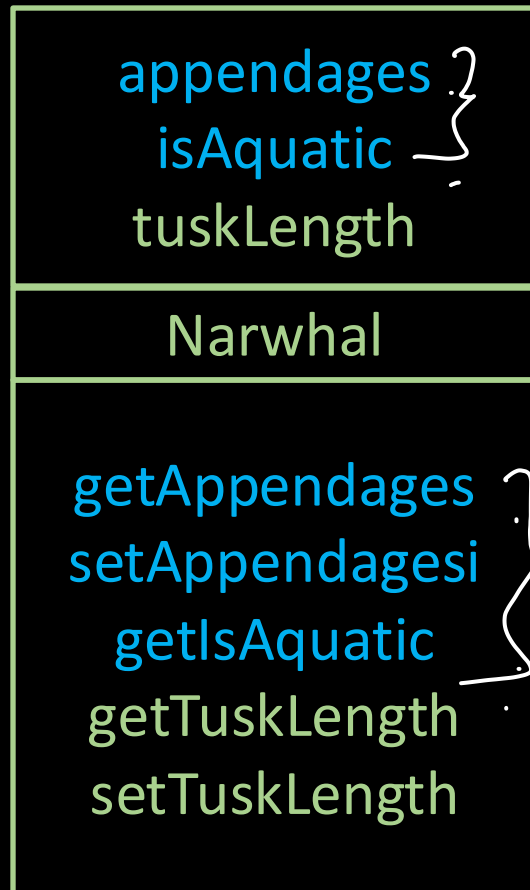 appendages
isAquatic
tuskLength
Narwhal
getAppendages
setAppendagesi
getIsAquatic
getTuskLength
setTuskLength